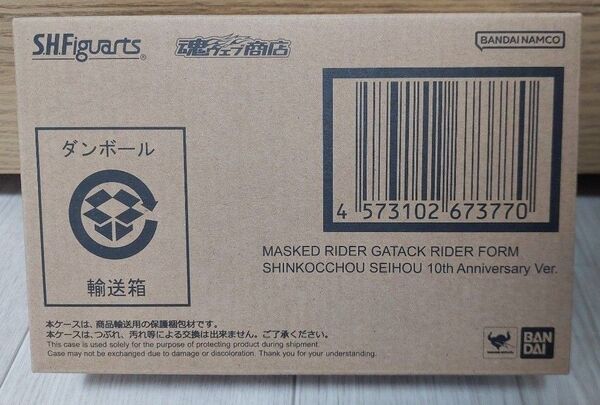 S.H.Figuarts®
魂ウェブ商店
BANDAI NAMCO
ダンボール
輸送箱
4 573102 673770
MASKED RIDER GATACK RIDER FORM
SHINKOCCHOU SEIHOU 10th Anniversary Ver.
本ケースは、商品輸送用の保護梱包材です。
本ケースは、つぶれ、汚れ等による交換は出来ません。ご了承ください。
This case is used solely for the purpose of protecting product during shipment.
Case may not be exchanged due to damage or discoloration. Thank you for your understanding.
BAN
DAI